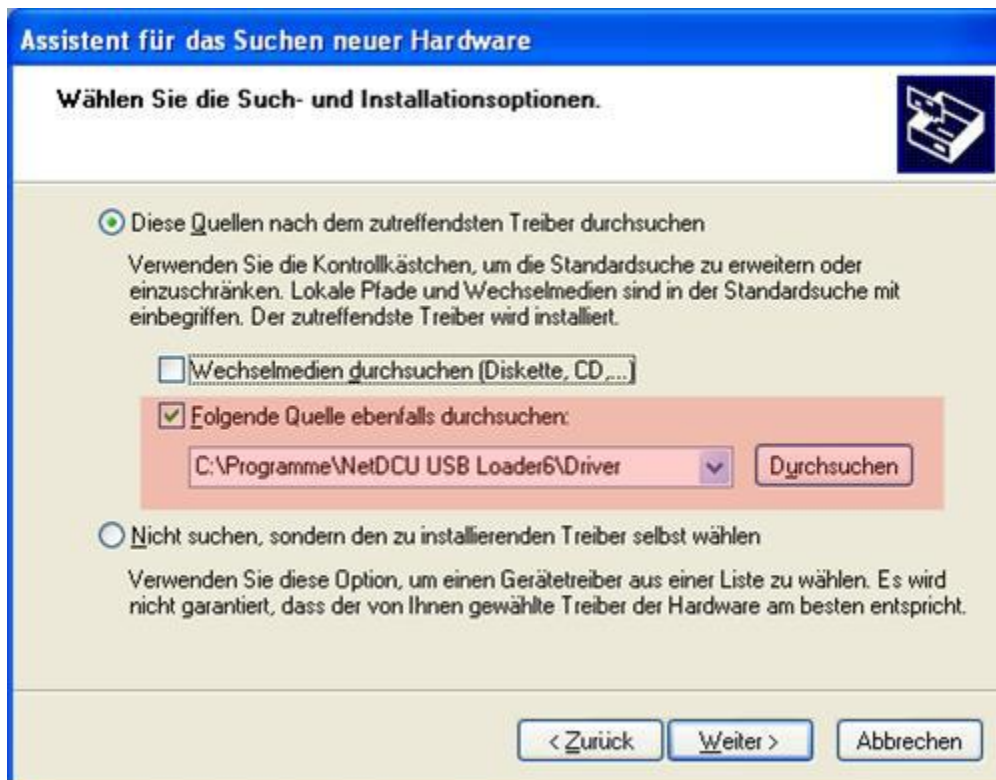 Assistent für das Suchen neuer Hardware
Wählen Sie die Such- und Installationsoptionen.
Diese Quellen nach dem zutreffendsten Treiber durchsuchen
Verwenden Sie die Kontrollkästchen, um die Standardsuche zu erweitern oder
einzuschränken. Lokale Pfade und Wechselmedien sind in der Standardsuche mit
einbegriffen. Der zutreffendste Treiber wird installiert.
Wechselmedien durchsuchen (Diskette, CD,...)
Folgende Quelle ebenfalls durchsuchen:
C:\Programme\NetDCU USB Loader6\Driver Durchsuchen
Nicht suchen, sondern den zu installierenden Treiber selbst wählen
Verwenden Sie diese Option, um einen Gerätetreiber aus einer Liste zu wählen. Es wird
nicht garantiert, dass der von Ihnen gewählte Treiber der Hardware am besten entspricht.
< Zurück Weiter > Abbrechen